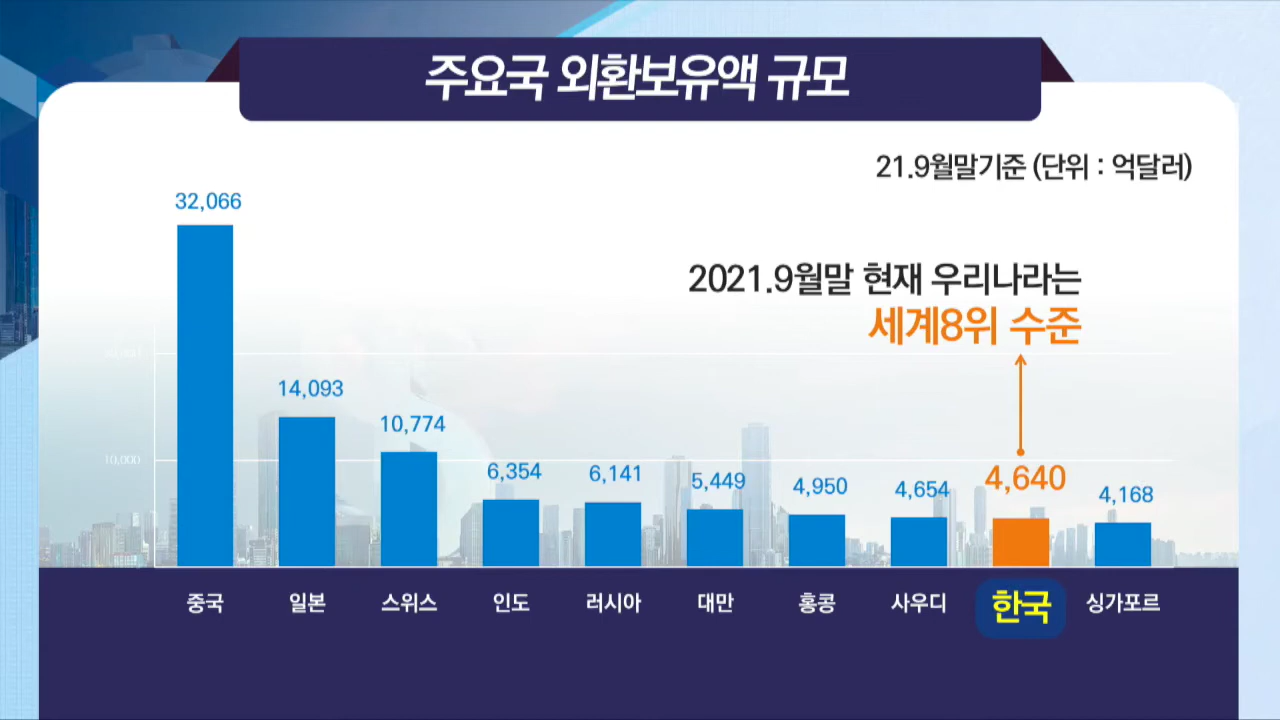 주요국 외환보유액 규모
21.9월말기준 (단위 : 억달러)
32,066
2021.9월말 현재 우리나라는
세계8위 수준
14,093
10,774
10,000
6,354
6,141
5,449
4,950
4,654
4,640
4,168
중국
일본
스위스
인도
러시아
대만
홍콩
사우디
한국
싱가포르